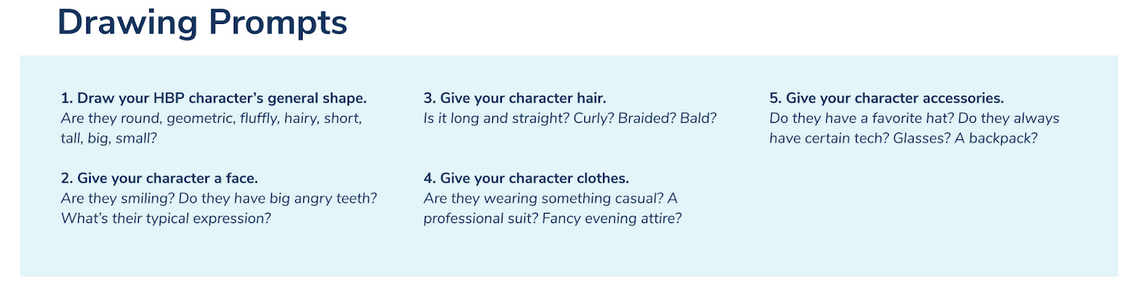 Drawing Prompts
1. Draw your HBP character's general shape.
Are they round, geometric, fluffly, hairy, short,
tall, big, small?
2. Give your character a face.
Are they smiling? Do they have big angry teeth?
What's their typical expression?
3. Give your character hair.
Is it long and straight? Curly? Braided? Bald?
4. Give your character clothes.
Are they wearing something casual? A
professional suit? Fancy evening attire?
5. Give your character accessories.
Do they have a favorite hat? Do they always
have certain tech? Glasses? A backpack?